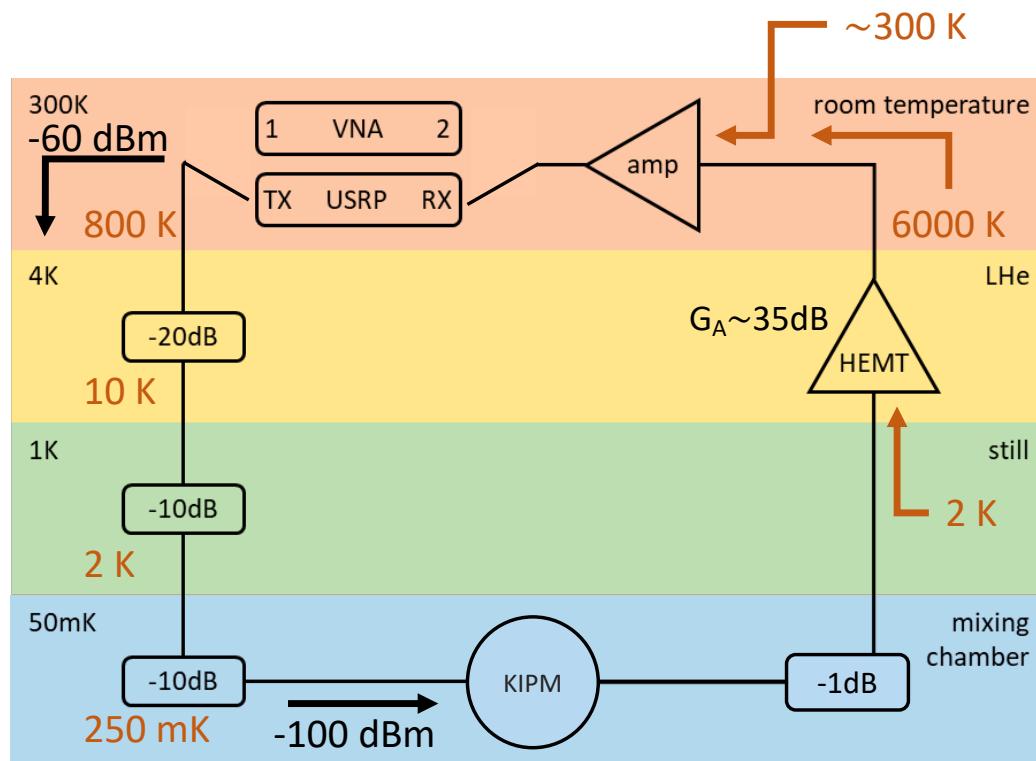 ~300 K
300K
room temperature
-60 dBm
1 VNA 2
TX USRP RX
amp
800 K
6000 K
4K
LHe
-20dB
G_A~35dB
HEMT
10 K
1K
still
-10dB
2 K
2 K
50mK
mixing
chamber
-10dB
KIPM
-1dB
250 mK
-100 dBm